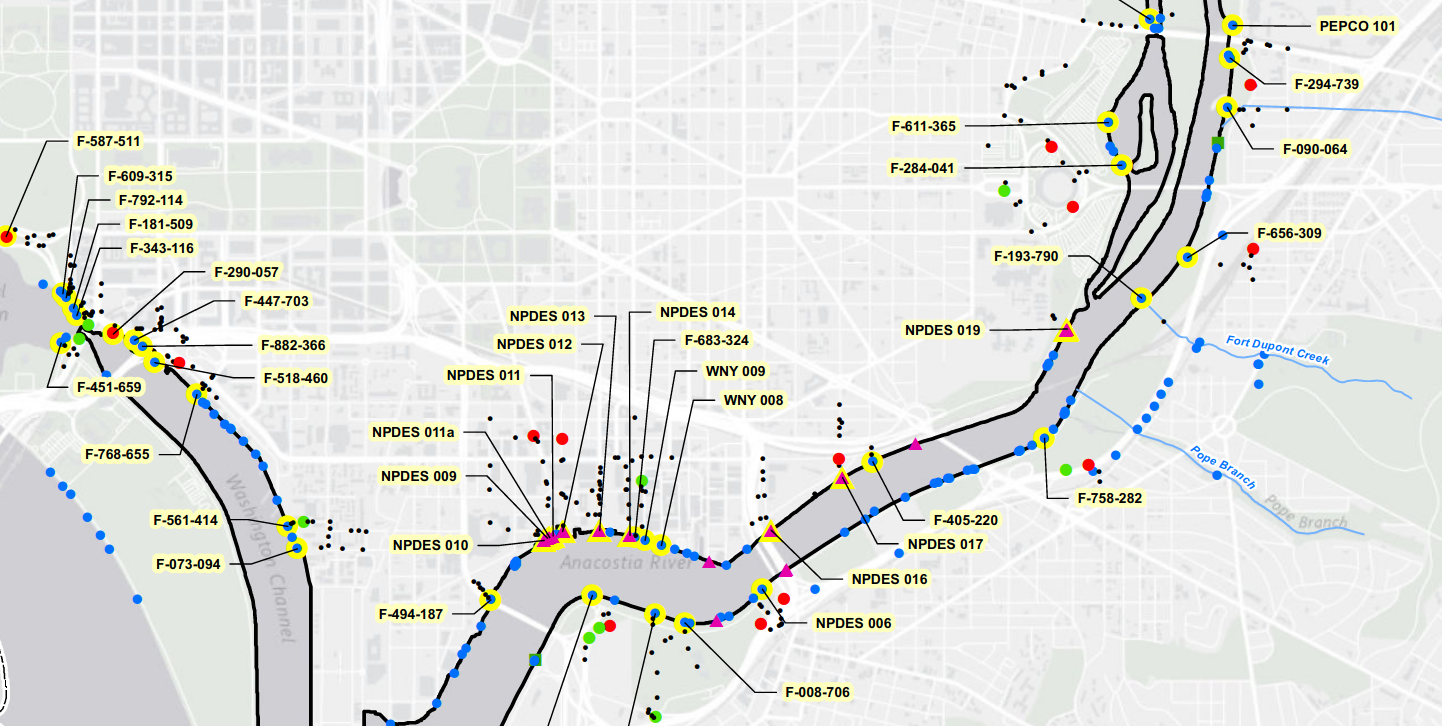 PEPCO 101
F-294-739
F-611-365
F-090-064
F-587-511
F-284-041
F-609-315
F-792-114
F-181-509
F-656-309
F-343-116
F-193-790
F-290-057
F-447-703
NPDES 013
NPDES 014
NPDES 019
F-882-366
NPDES 012
F-683-324
Fort Dupont Creek
F-518-460
NPDES 011
WNY 009
F-451-659
WNY 008
NPDES 011a
F-768-655
Pope Branch
NPDES 009
F-758-282
Pope Branch
Washington Channel
F-561-414
F-405-220
NPDES 010
NPDES 017
F-073-094
Anacostia River
NPDES 016
F-494-187
NPDES 006
F-008-706